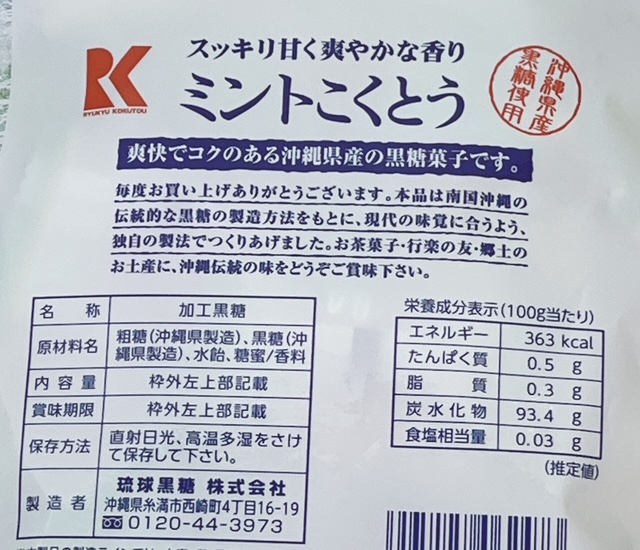 RK
RYUKYU KOKUTOU
スッキリ甘く爽やかな香り
ミントこくとう
沖縄県産
黒糖使用
爽快でコクのある沖縄県産の黒糖菓子です。
毎度お買い上げありがとうございます。本品は南国沖縄の
伝統的な黒糖の製造方法をもとに、現代の味覚に合うよう、
独自の製法でつくりあげました。お茶菓子・行楽の友・郷土の
お土産に、沖縄伝統の味をどうぞご賞味下さい。
名 称 加工黒糖
原材料名 粗糖(沖縄県製造)、黒糖(沖
縄県製造)、水飴、糖蜜/香料
内容量 枠外左上部記載
賞味期限 枠外左上部記載
保存方法 直射日光、高温多湿をさけ
て保存して下さい。
製造者 琉球黒糖 株式会社
沖縄県糸満市西崎町4丁目16-19
0120-44-3973
栄養成分表示(100g当たり)
エネルギー 363 kcal
たんぱく質 0.5 g
脂 質 0.3 g
炭水化物 93.4 g
食塩相当量 0.03 g
(推定値)